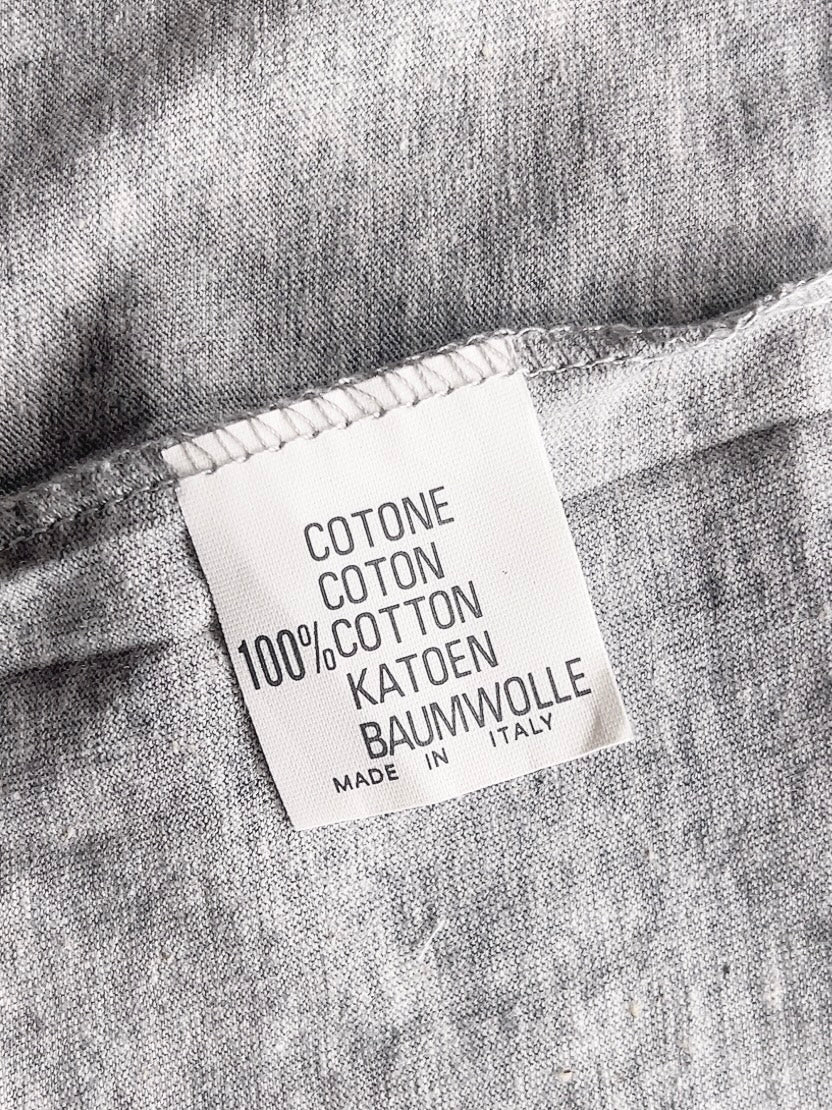 COTONE
COTON
100%COTTON
KATOEN
BAUMWOLLE
MADE IN ITALY